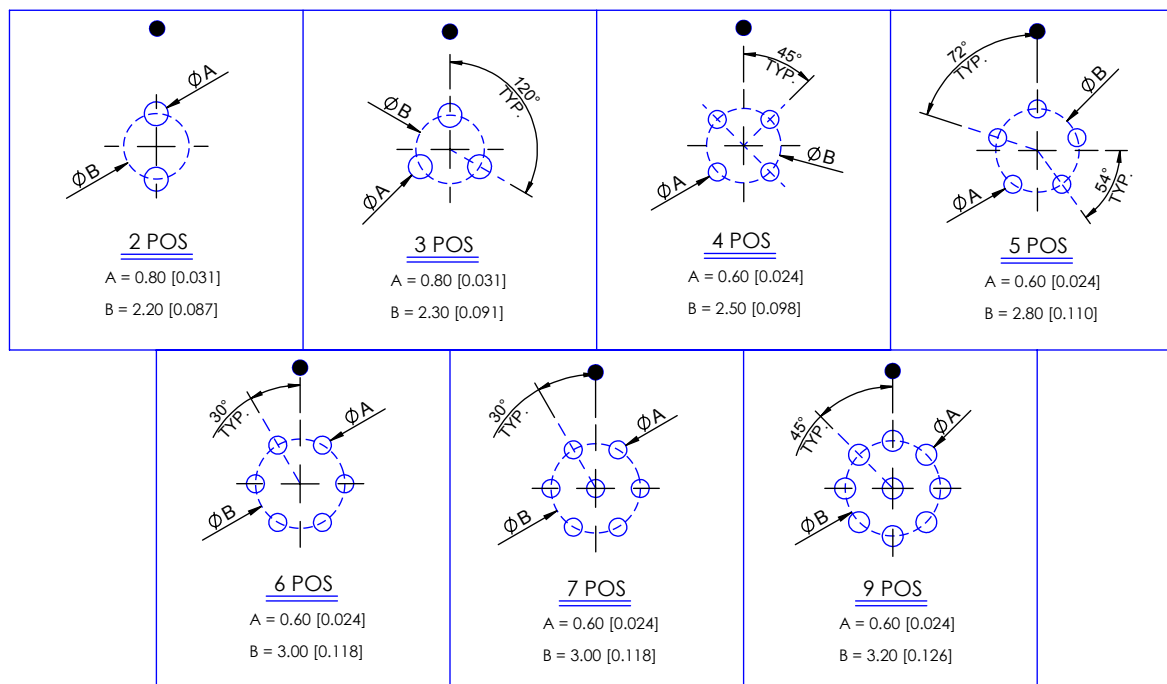 ØA
ØB
2 POS
A = 0.80 [0.031]
B = 2.20 [0.087]
120°
TYP.
ØB
ØA
3 POS
A = 0.80 [0.031]
B = 2.30 [0.091]
45°
TYP.
ØB
ØA
4 POS
A = 0.60 [0.024]
B = 2.50 [0.098]
72°
TYP.
ØB
54°
TYP.
ØA
5 POS
A = 0.60 [0.024]
B = 2.80 [0.110]
30°
TYP.
ØA
ØB
6 POS
A = 0.60 [0.024]
B = 3.00 [0.118]
30°
TYP.
ØA
ØB
7 POS
A = 0.60 [0.024]
B = 3.00 [0.118]
45°
TYP.
ØA
ØB
9 POS
A = 0.60 [0.024]
B = 3.20 [0.126]